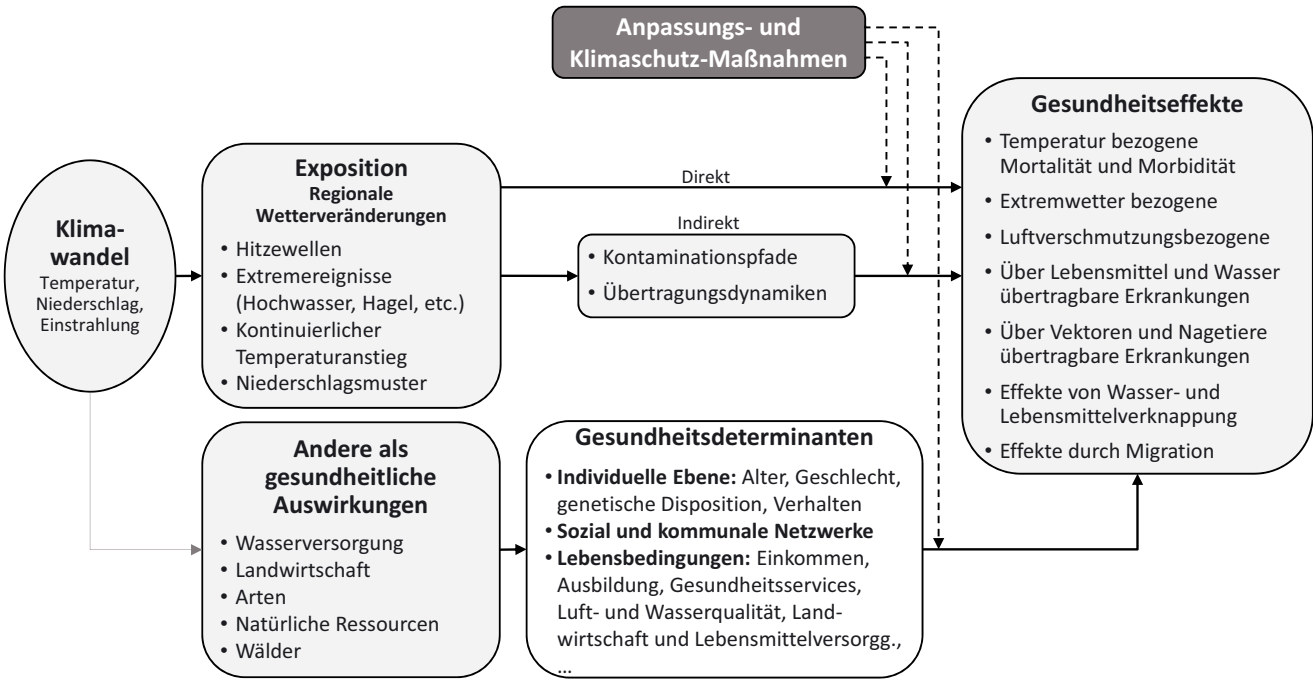 Anpassungs- und
Klimaschutz-Maßnahmen
Klima-
wandel
Temperatur,
Niederschlag,
Einstrahlung
Exposition
Regionale
Wetterveränderungen
• Hitzewellen
• Extremereignisse
(Hochwasser, Hagel, etc.)
• Kontinuierlicher
Temperaturanstieg
• Niederschlagsmuster
Direkt
Indirekt
• Kontaminationspfade
• Übertragungsdynamiken
Gesundheitseffekte
• Temperatur bezogene
Mortalität und Morbidität
• Extremwetter bezogene
• Luftverschmutzungsbezogene
• Über Lebensmittel und Wasser
übertragbare Erkrankungen
• Über Vektoren und Nagetiere
übertragbare Erkrankungen
• Effekte von Wasser- und
Lebensmittelverknappung
• Effekte durch Migration
Andere als
gesundheitliche
Auswirkungen
• Wasserversorgung
• Landwirtschaft
• Arten
• Natürliche Ressourcen
• Wälder
Gesundheitsdeterminanten
• Individuelle Ebene: Alter, Geschlecht,
genetische Disposition, Verhalten
• Sozial und kommunale Netzwerke
• Lebensbedingungen: Einkommen,
Ausbildung, Gesundheitsservices,
Luft- und Wasserqualität, Land-
wirtschaft und Lebensmittelversorgg.,
...